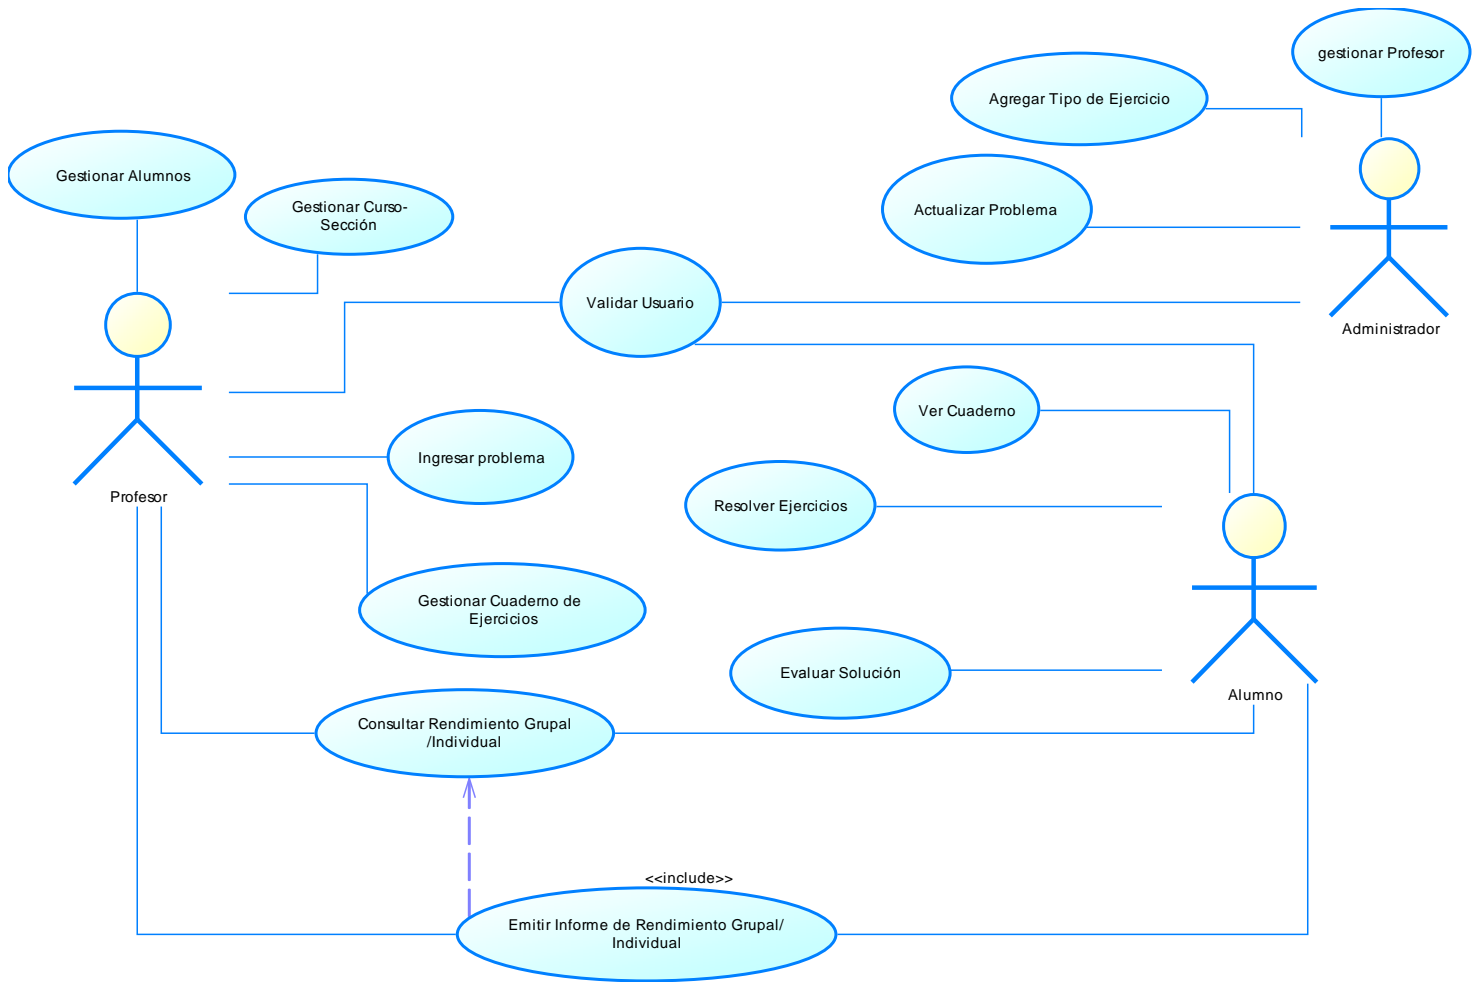 gestionar Profesor
Agregar Tipo de Ejercicio
Gestionar Alumnos
Gestionar Curso-
Sección
Actualizar Problema
Validar Usuario
Administrador
Ver Cuaderno
Ingresar problema
Profesor
Resolver Ejercicios
Gestionar Cuaderno de
Ejercicios
Evaluar Solución
Alumno
Consultar Rendimiento Grupal
/Individual
<<include>>
Emitir Informe de Rendimiento Grupal/
Individual